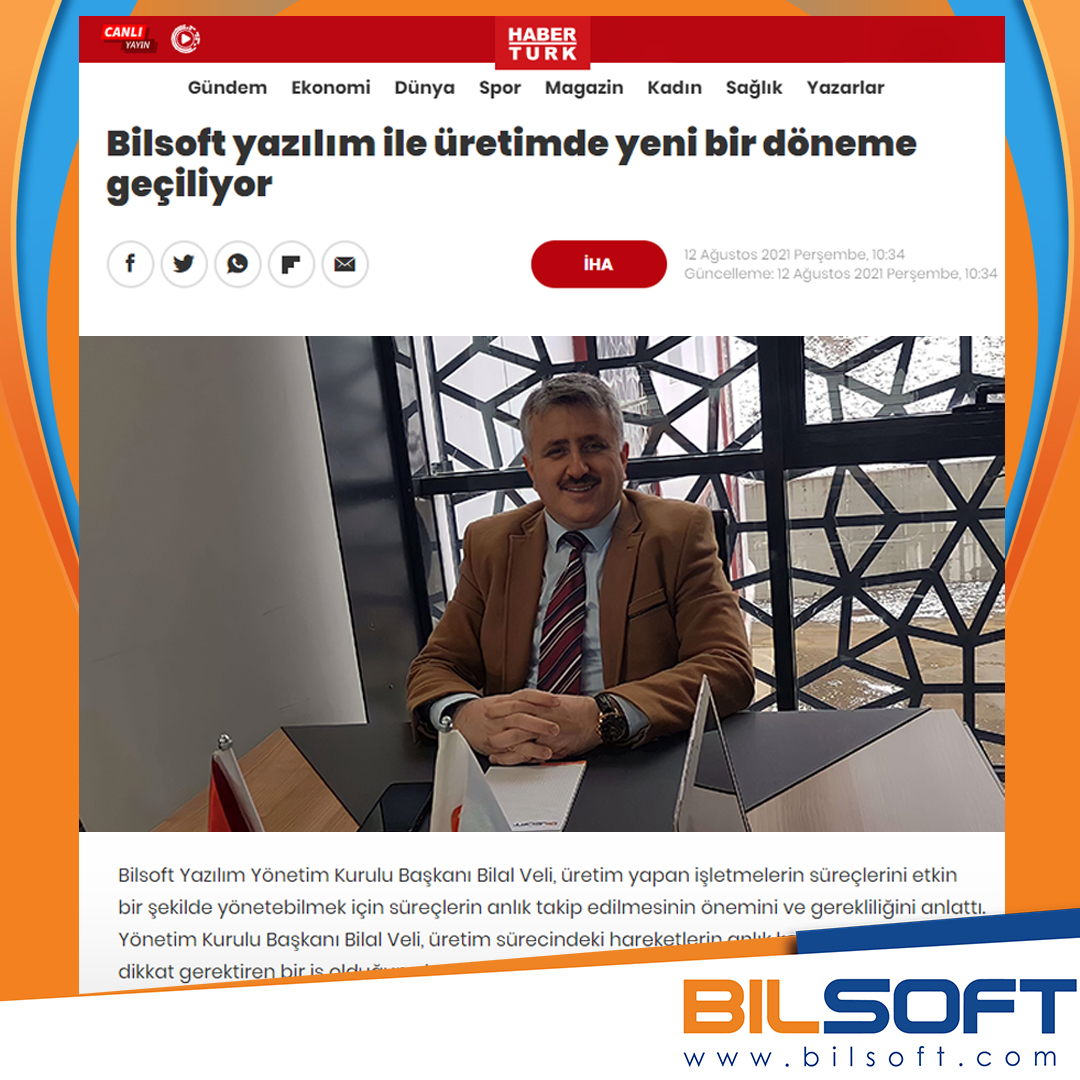 CANLI
YAYIN
HABER
TURK
Gündem Ekonomi Dünya Spor Magazin Kadın Sağlık Yazarlar
Bilsoft yazılım ile üretimde yeni bir döneme
geçiliyor
İHA
12 Ağustos 2021 Perşembe, 10:34
Güncelleme: 12 Ağustos 2021 Perşembe, 10:34
Bilsoft Yazılım Yönetim Kurulu Başkanı Bilal Veli, üretim yapan işletmelerin süreçlerini etkin
bir şekilde yönetebilmek için süreçlerin anlık takip edilmesinin önemini ve gerekliliğini anlattı.
Yönetim Kurulu Başkanı Bilal Veli, üretim sürecindeki hareketlerin anlık
dikkat gerektiren bir iş
BILSOFT
www.bilsoft.com